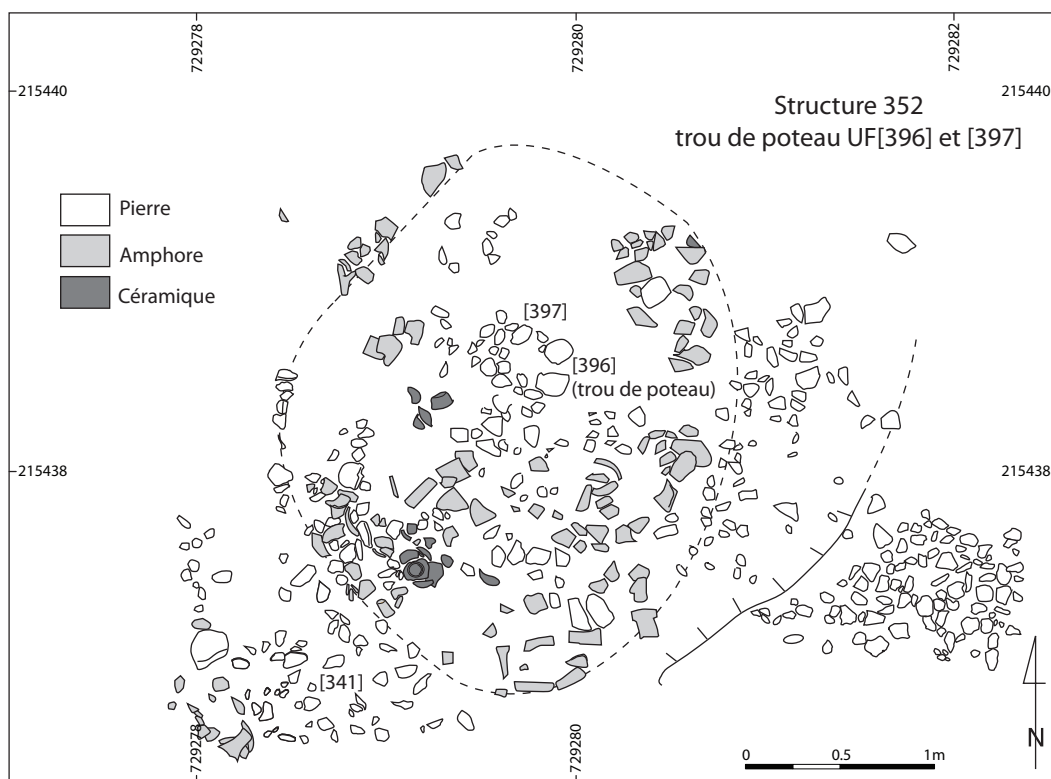 729278
729280
729282
215440
215440
Structure 352
trou de poteau UF[396] et [397]
Pierre
Amphore
Céramique
[397]
[396]
(trou de poteau)
215438
215438
[341]
729278
729280
0
0.5
1m
N